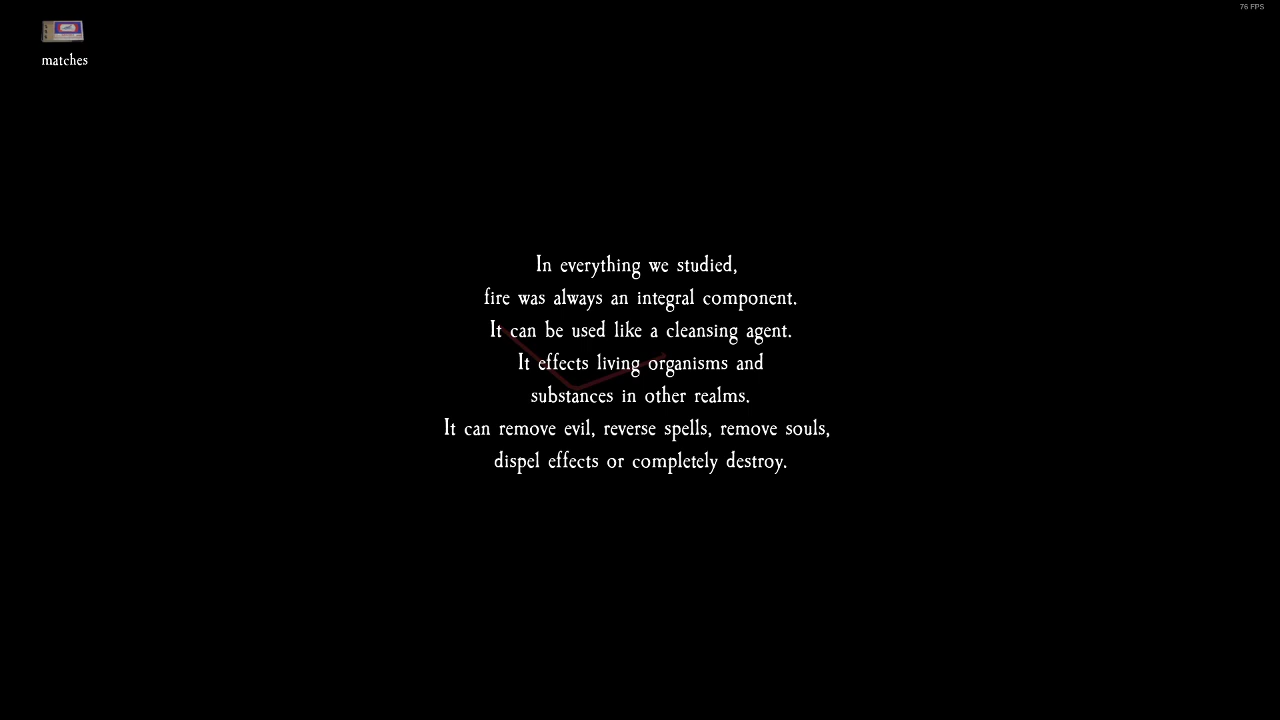 76 FPS
matches
In everything we studied,
fire was always an integral component.
It can be used like a cleansing agent.
It effects living organisms and
substances in other realms.
It can remove evil, reverse spells, remove souls,
dispel effects or completely destroy.